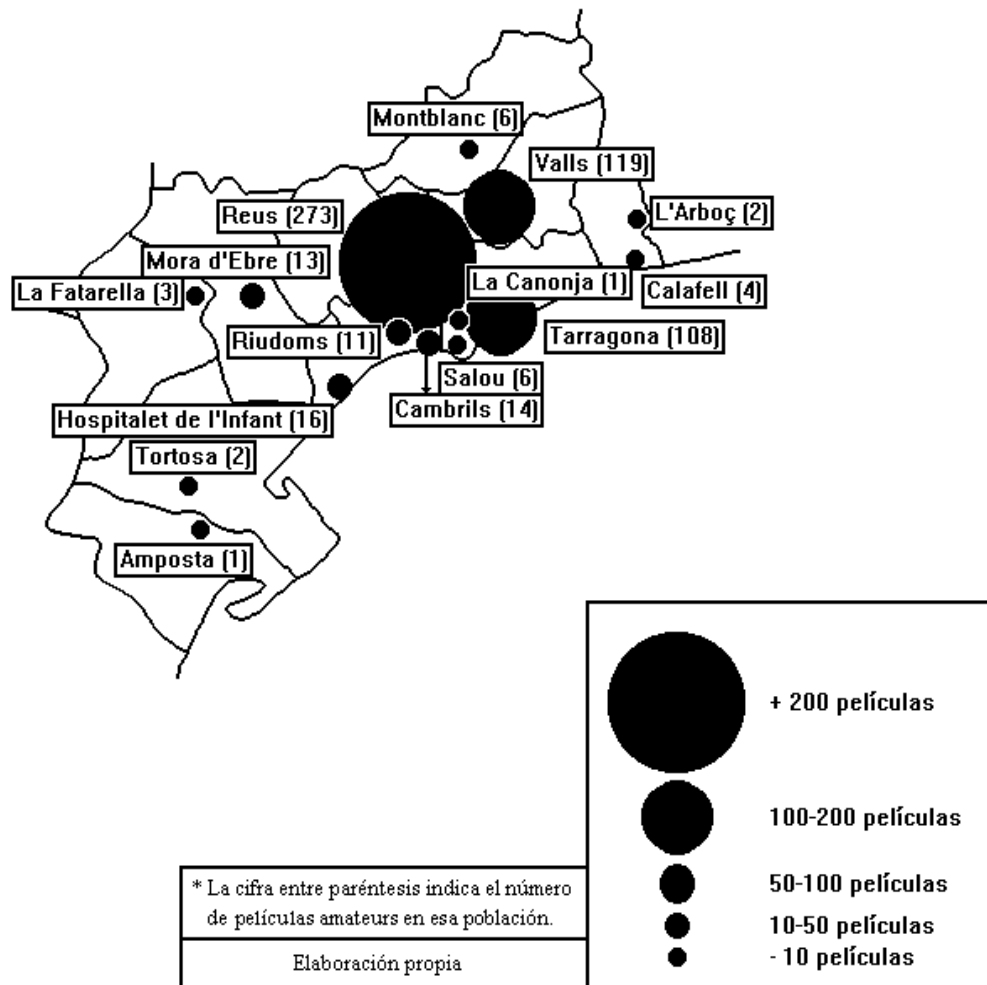 Montblanc (6)
Valls (119)
Reus (273)
L'Arboç (2)
Mora d'Ebre (13)
La Canonja (1)
La Fatarella (3)
Calafell (4)
Riudoms (11)
Tarragona (108)
Salou (6)
Cambrils (14)
Hospitalet de l'Infant (16)
Tortosa (2)
Amposta (1)
+ 200 películas
100-200 películas
50-100 películas
10-50 películas
- 10 películas
* La cifra entre paréntesis indica el número
de películas amateurs en esa población.
Elaboración propia